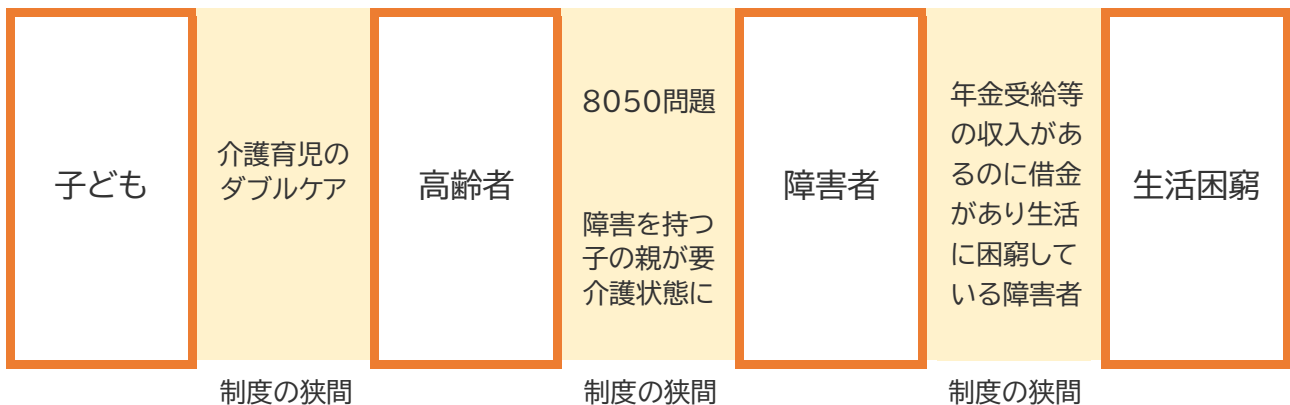 子ども
介護育児の
ダブルケア
高齢者
8050問題
障害を持つ
子の親が要
介護状態に
障害者
年金受給等
の収入があ
るのに借金
があり生活
に困窮して
いる障害者
生活困窮
制度の狭間
制度の狭間
制度の狭間